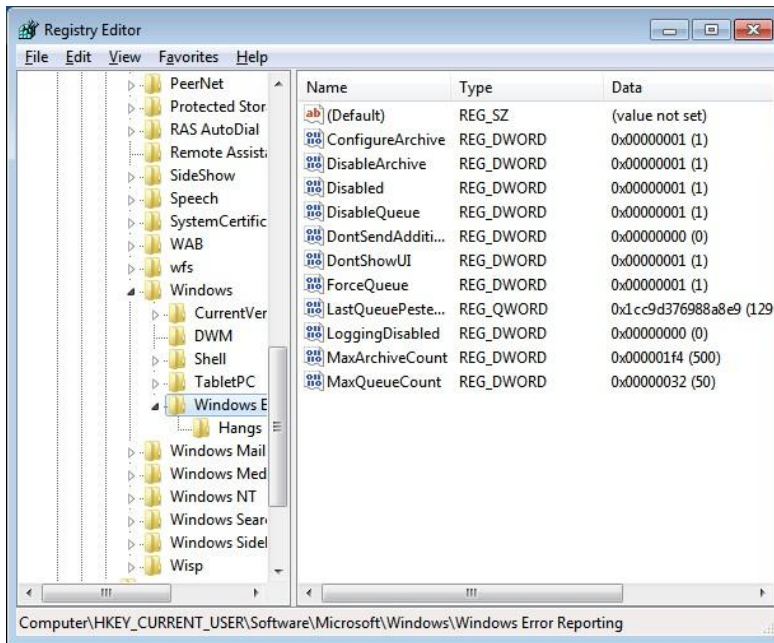 Registry Editor
File Edit View Favorites Help
PeerNet
Protected Stor
RAS AutoDial
Remote Assist
SideShow
Speech
SystemCertific
WAB
wfs
Windows
CurrentVer
DWM
Shell
TabletPC
Windows E
Hangs
Windows Mail
Windows Med
Windows NT
Windows Sear
Windows Sidel
Wisp
Name Type Data
ab (Default) REG_SZ (value not set)
ConfigureArchive REG_DWORD 0x00000001 (1)
DisableArchive REG_DWORD 0x00000001 (1)
Disabled REG_DWORD 0x00000001 (1)
DisableQueue REG_DWORD 0x00000001 (1)
DontSendAdditi... REG_DWORD 0x00000000 (0)
DontShowUI REG_DWORD 0x00000001 (1)
ForceQueue REG_DWORD 0x00000001 (1)
LastQueuePeste... REG_QWORD 0x1cc9d376988a8e9 (129
LoggingDisabled REG_DWORD 0x00000000 (0)
MaxArchiveCount REG_DWORD 0x000001f4 (500)
MaxQueueCount REG_DWORD 0x00000032 (50)
Computer\HKEY_CURRENT_USER\Software\Microsoft\Windows\Windows Error Reporting